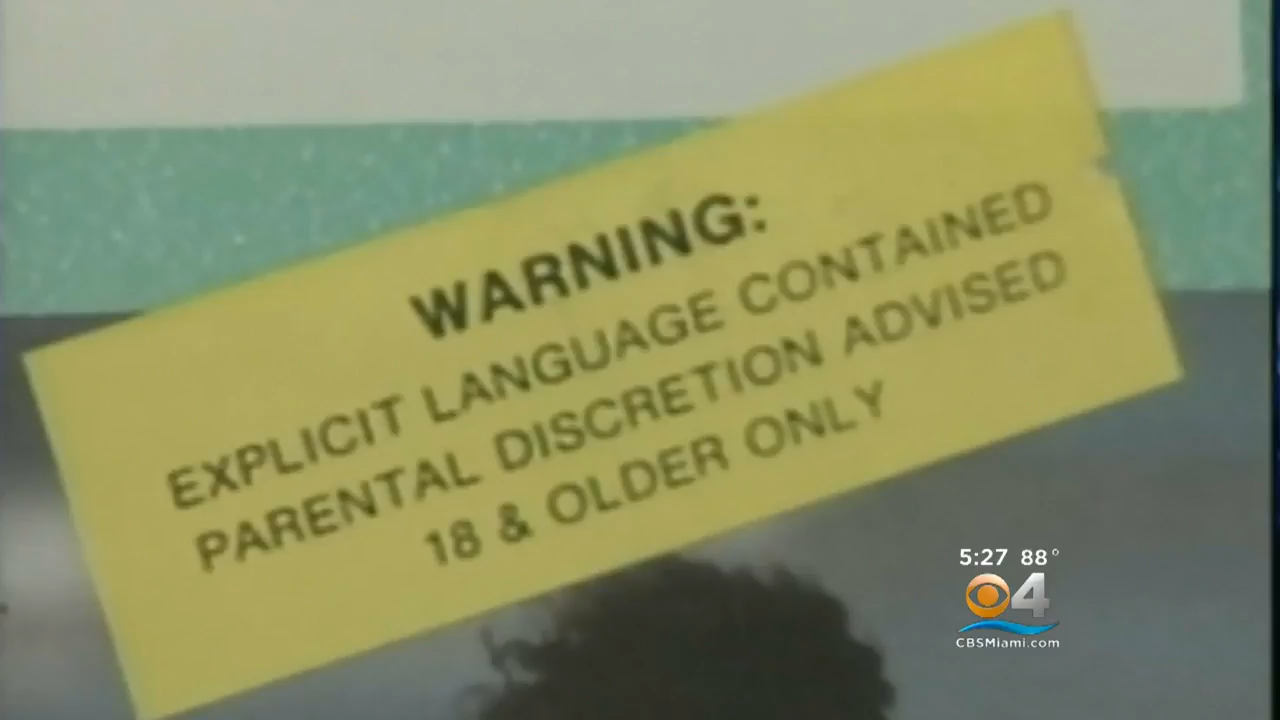 WARNING:
EXPLICIT LANGUAGE CONTAINED
PARENTAL DISCRETION ADVISED
18 & OLDER ONLY
5:27 88°
4
CBSMiami.com